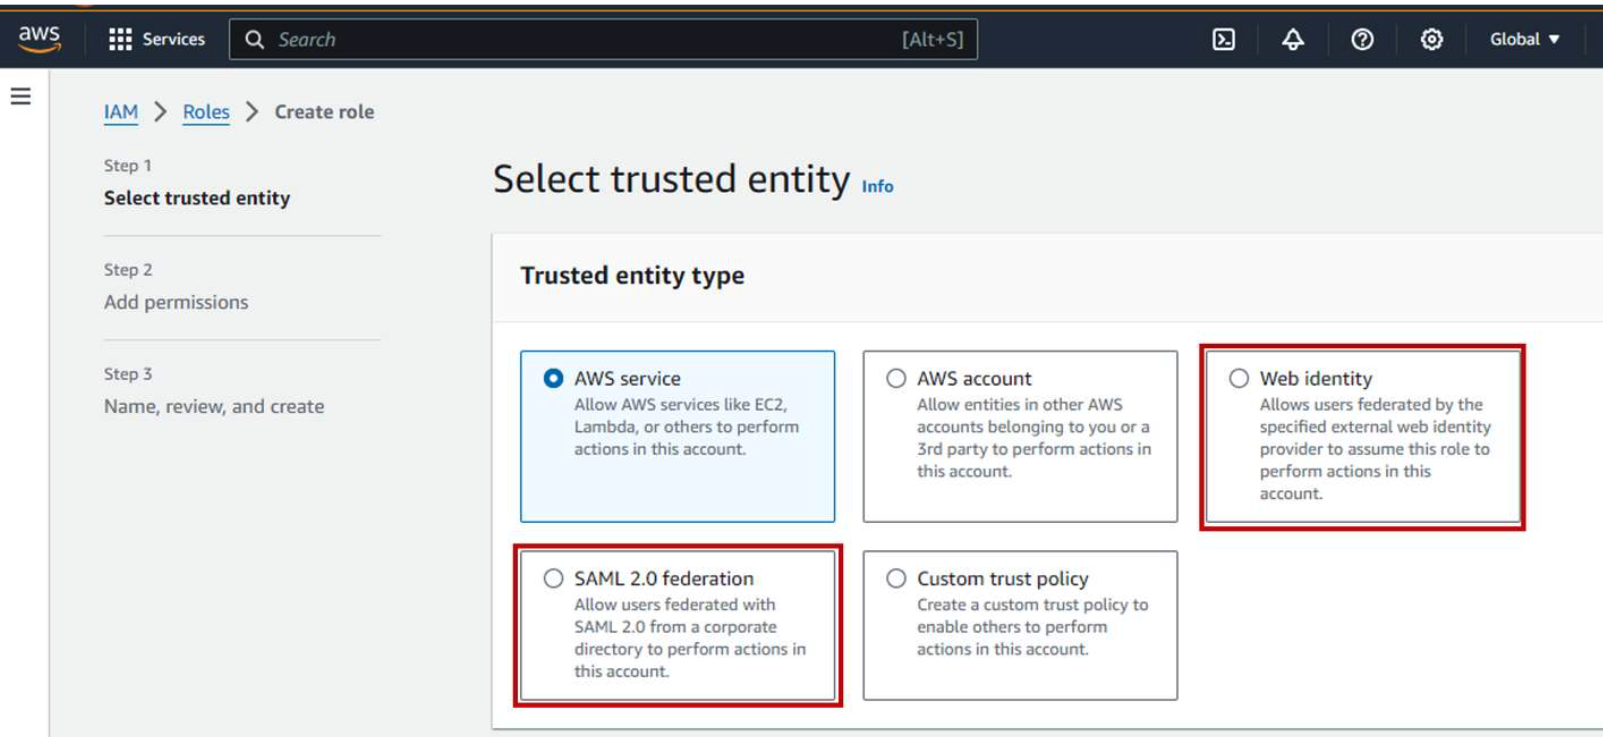 aws
Services
Search
[Alt+S]
Global
IAM
Roles
Create role
Step 1
Select trusted entity
Step 2
Add permissions
Step 3
Name, review, and create
Select trusted entity Info
Trusted entity type
AWS service
Allow AWS services like EC2,
Lambda, or others to perform
actions in this account.
AWS account
Allow entities in other AWS
accounts belonging to you or a
3rd party to perform actions in
this account.
Web identity
Allows users federated by the
specified external web identity
provider to assume this role to
perform actions in this
account.
SAML 2.0 federation
Allow users federated with
SAML 2.0 from a corporate
directory to perform actions in
this account.
Custom trust policy
Create a custom trust policy to
enable others to perform
actions in this account.